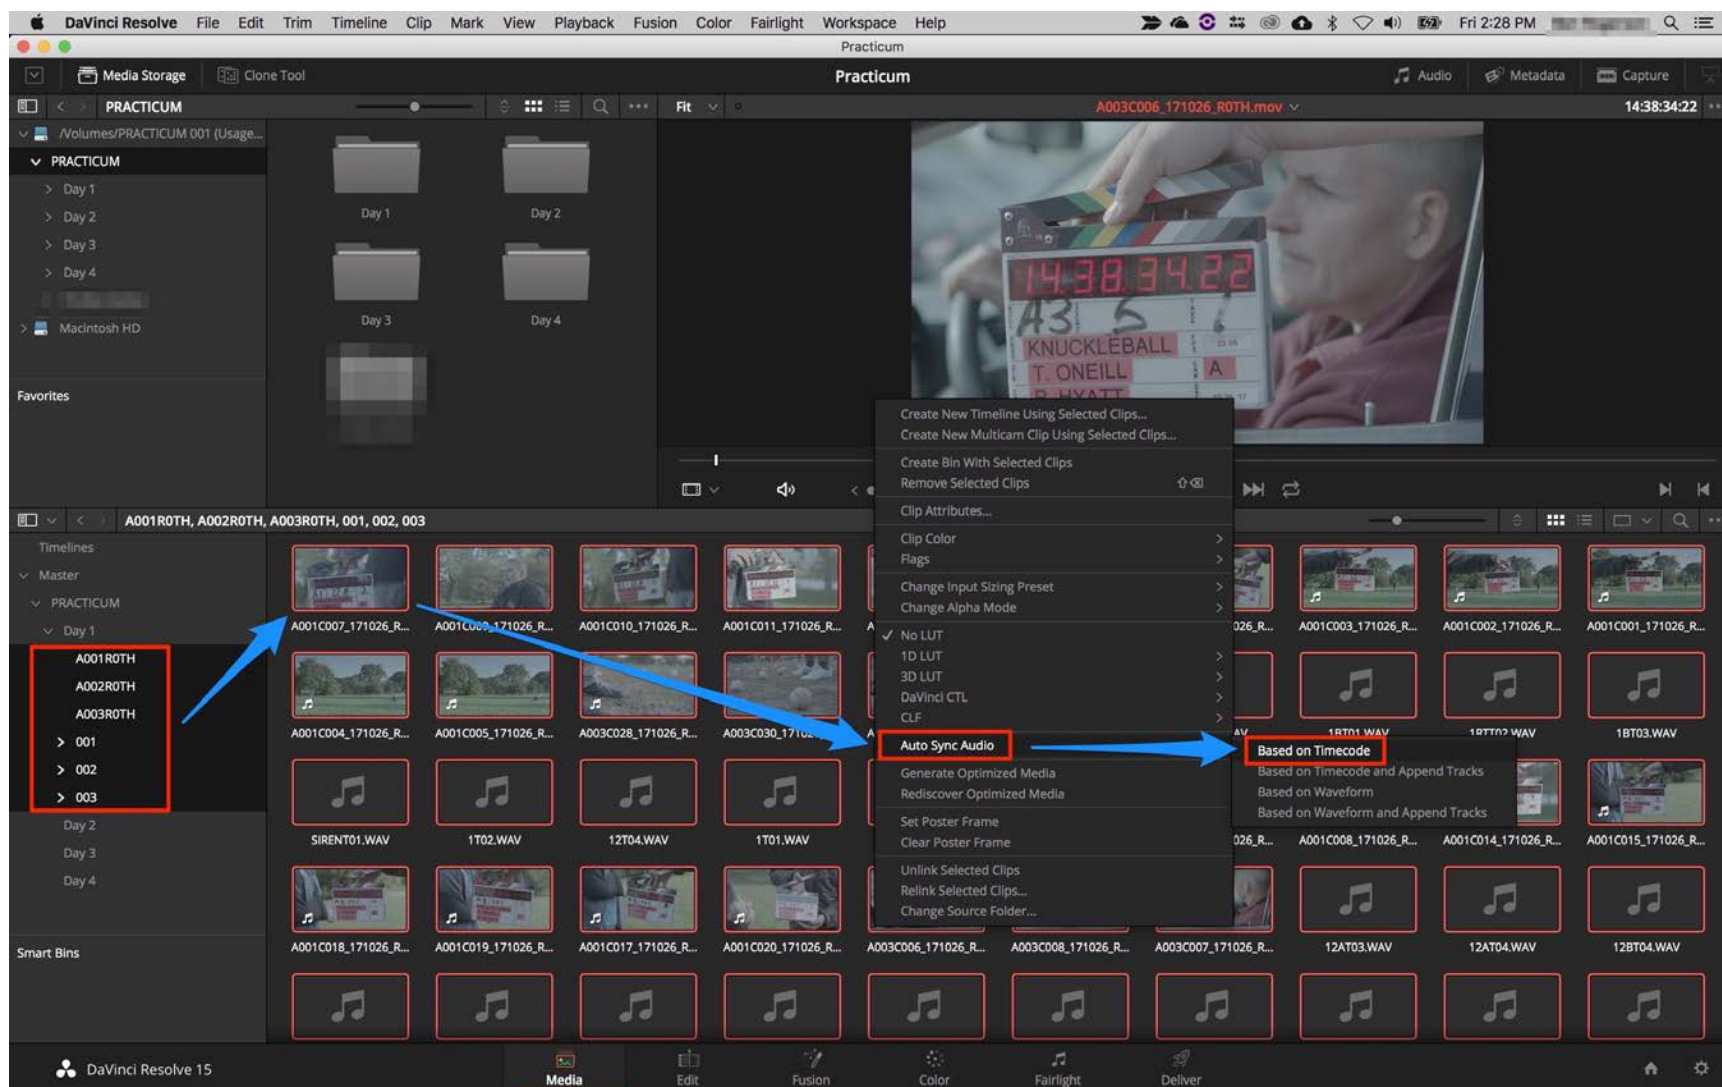 DaVinci Resolve File Edit Trim Timeline Clip Mark View Playback Fusion Color Fairlight Workspace Help Fri 2:28 PM
Practicum
Media Storage Clone Tool Practicum Audio Metadata Capture
PRACTICUM Fit A003C006_171026_R0TH.mov 14:38:34:22
/Volumes/PRACTICUM 001 (Usage...
PRACTICUM
Day 1
Day 2
Day 3
Day 4
Macintosh HD
Favorites
Day 1 Day 2
Day 3 Day 4
14.38.34.22
A3 5
KNUCKLEBALL
T. ONEILL A
Create New Timeline Using Selected Clips...
Create New Multicam Clip Using Selected Clips...
Create Bin With Selected Clips
Remove Selected Clips
Clip Attributes...
Clip Color
Flags
Change Input Sizing Preset
Change Alpha Mode
No LUT
1D LUT
3D LUT
DaVinci CTL
CLF
Auto Sync Audio
Generate Optimized Media
Rediscover Optimized Media
Set Poster Frame
Clear Poster Frame
Unlink Selected Clips
Relink Selected Clips...
Change Source Folder...
Based on Timecode
Based on Timecode and Append Tracks
Based on Waveform
Based on Waveform and Append Tracks
A001R0TH, A002R0TH, A003R0TH, 001, 002, 003
Timelines
Master
PRACTICUM
Day 1
A001R0TH
A002R0TH
A003R0TH
001
002
003
Day 2
Day 3
Day 4
Smart Bins
A001C007_171026_R... A001C009_171026_R... A001C010_171026_R... A001C011_171026_R... A001C003_171026_R... A001C002_171026_R... A001C001_171026_R...
A001C004_171026_R... A001C005_171026_R... A003C028_171026_R... 1BT03.WAV
SIRENT01.WAV 1T02.WAV 12T04.WAV 1T01.WAV A001C008_171026_R... A001C014_171026_R... A001C015_171026_R...
A001C018_171026_R... A001C019_171026_R... A001C017_171026_R... A001C020_171026_R... A003C006_171026_R... A003C008_171026_R... A003C007_171026_R... 12AT03.WAV 12AT04.WAV 12BT04.WAV
DaVinci Resolve 15 Media Edit Fusion Color Fairlight Deliver